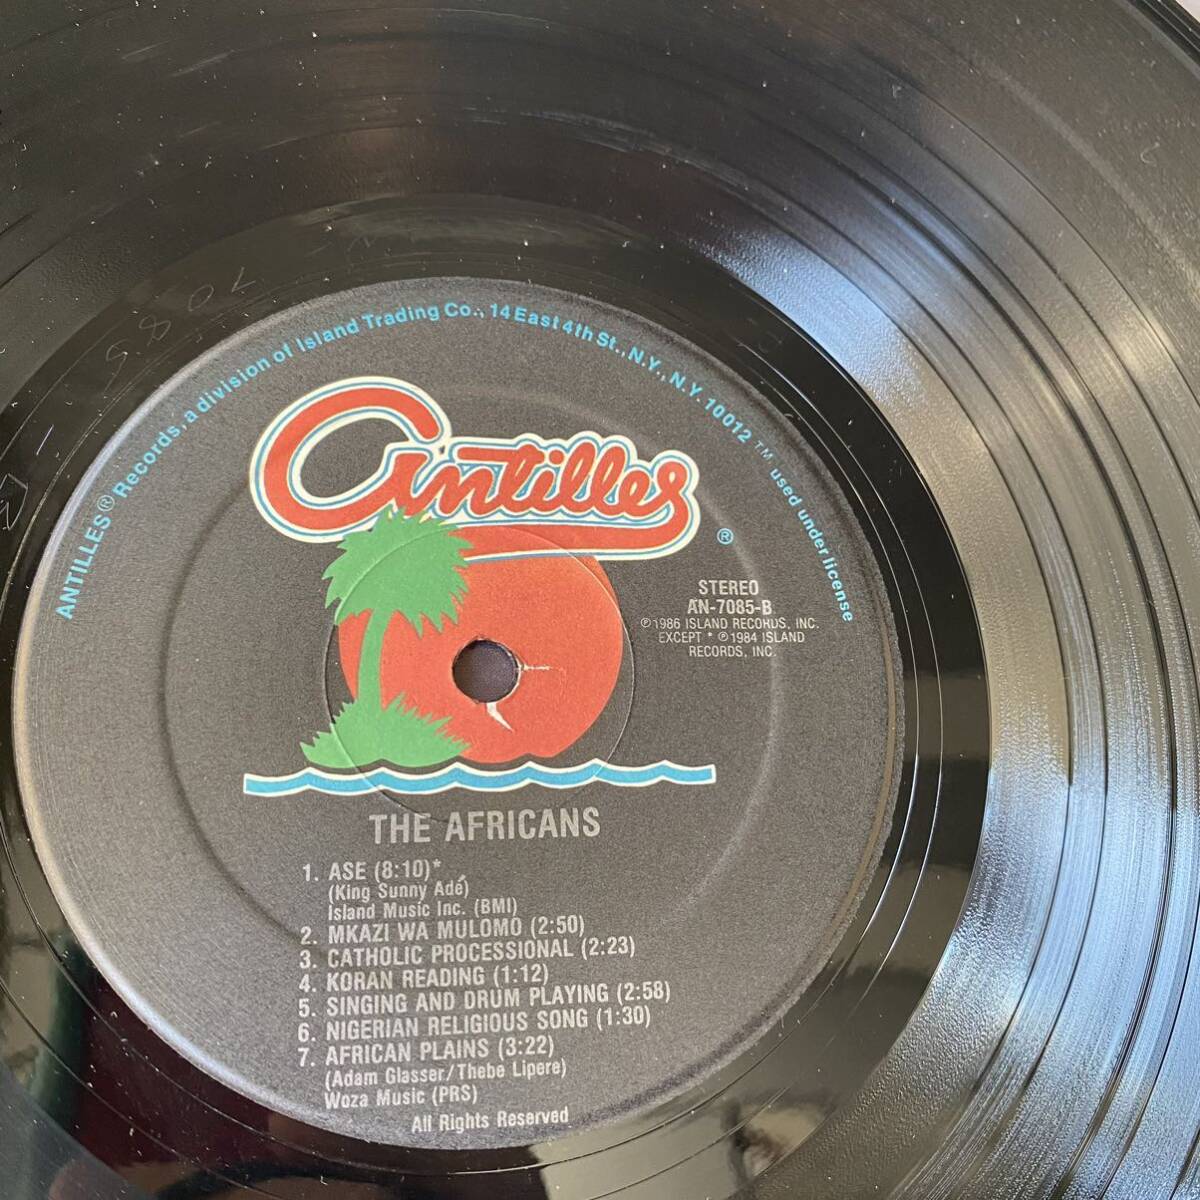 ANTILLES® Records, a division of Island Trading Co., 14 East 4th St., N.Y., N.Y. 10012 ™ used under license
Antilles
®
STEREO
AN-7085-B
℗1986 ISLAND RECORDS, INC.
EXCEPT * ℗1984 ISLAND
RECORDS, INC.
THE AFRICANS
1. ASE (8:10)*
(King Sunny Adé)
Island Music Inc. (BMI)
2. MKAZI WA MULOMO (2:50)
3. CATHOLIC PROCESSIONAL (2:23)
4. KORAN READING (1:12)
5. SINGING AND DRUM PLAYING (2:58)
6. NIGERIAN RELIGIOUS SONG (1:30)
7. AFRICAN PLAINS (3:22)
(Adam Glasser/Thebe Lipere)
Woza Music (PRS)
All Rights Reserved
7085